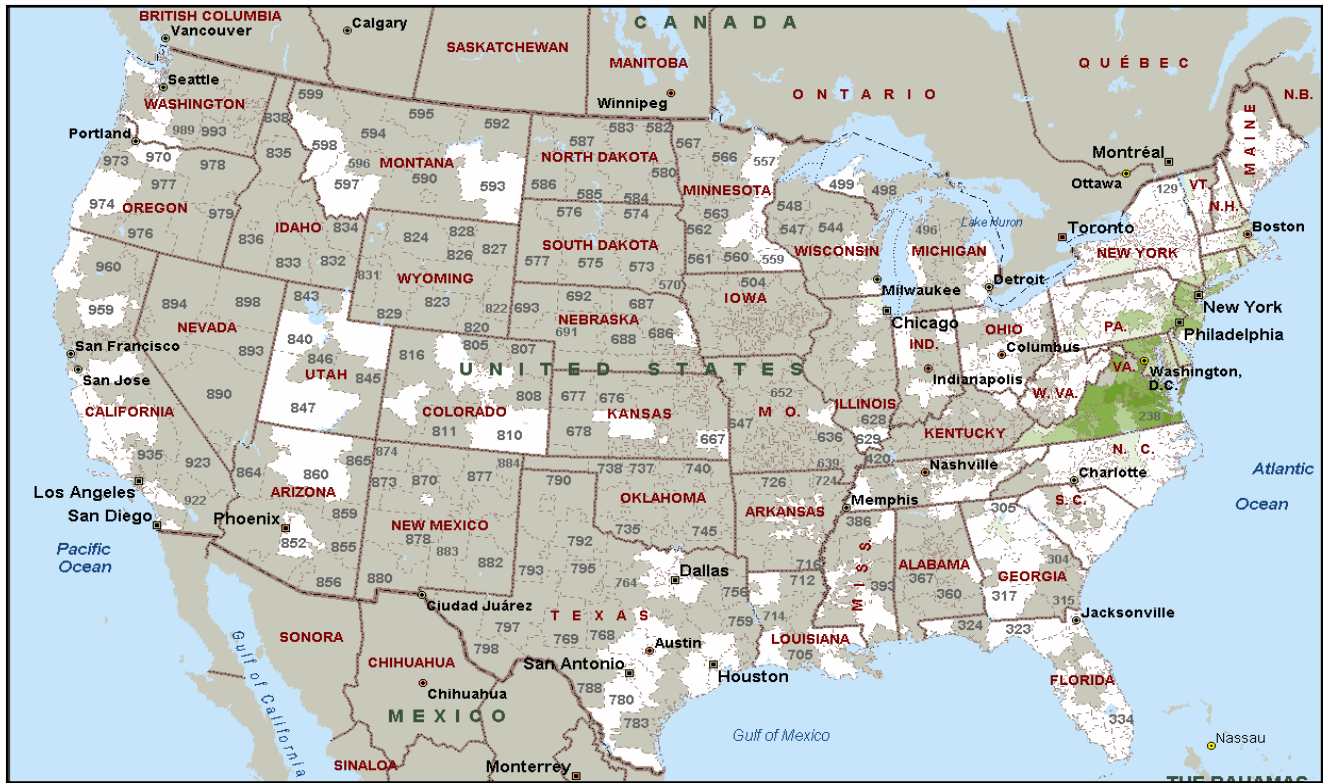 BRITISH COLUMBIA
Vancouver
Calgary
SASKATCHEWAN
MANITOBA
Winnipeg
CANADA
ONTARIO
QUÉBEC
N.B.
Seattle
WASHINGTON
989 993
Portland
599
838
595
592
594
598
596
MONTANA
590
597
593
583 582
587
NORTH DAKOTA
580
586
585 584
567
566
557
MINNESOTA
563
562
561 560
559
499 498
548
547 544
WISCONSIN
Milwaukee
496
MICHIGAN
Lake Huron
Detroit
Toronto
Ottawa
Montréal
129
VT.
N.H.
MAINE
Boston
NEW YORK
New York
Philadelphia
PA.
973 970
978
977
974
OREGON
979
976
835
IDAHO
834
836
833 832
824
828
826
827
831
WYOMING
823
822
829
820
576 574
SOUTH DAKOTA
577 575 573
570
504
IOWA
693
692
687
NEBRASKA
691
688
686
960
959
894 898
NEVADA
893
890
843
840
846
UTAH
845
847
816
805
807
808
COLORADO
811 810
UNITED STATES
677 676
KANSAS
678
667
652
MO.
647
636
639
Chicago
ILLINOIS
628
629
420
IND.
Indianapolis
OHIO
Columbus
W. VA.
VA.
Washington,
D.C.
238
KENTUCKY
San Francisco
San Jose
CALIFORNIA
935
923
922
Los Angeles
San Diego
864
860
865
ARIZONA
Phoenix
859
852
855
856
874
873 870 877 884
NEW MEXICO
878
883
882
880
790
738 737 740
OKLAHOMA
735 745
726 724
ARKANSAS
716
Memphis
386
Nashville
N. C.
Charlotte
S.C.
305
304
GEORGIA
317
315
ALABAMA
367
360
MISS
393
792
793 795
764
Dallas
756
759
TEXAS
797
798
769 768
Austin
San Antonio
Houston
788
780
783
712
714
LOUISIANA
705
324 323
Jacksonville
FLORIDA
334
Atlantic
Ocean
Pacific
Ocean
Gulf of California
Gulf of Mexico
Ciudad Juárez
SONORA
CHIHUAHUA
Chihuahua
MEXICO
SINALOA
Monterrey
Nassau
THE BAHAMAS